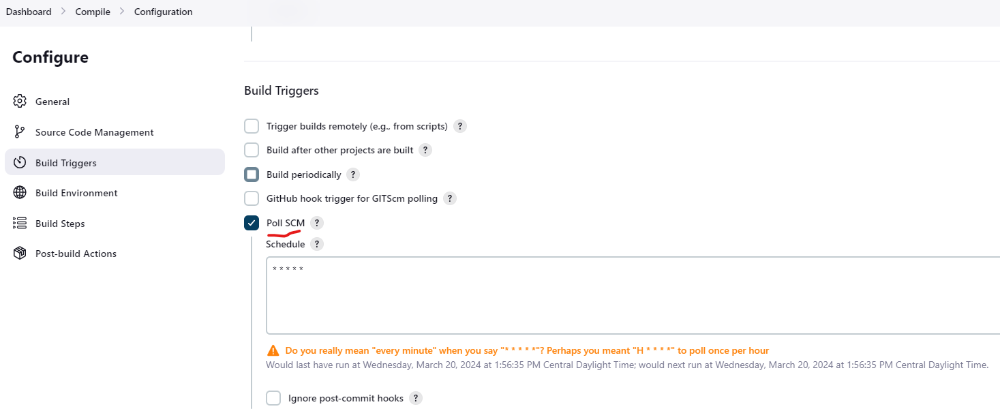 Dashboard > Compile > Configuration
Configure
General
Source Code Management
Build Triggers
Build Environment
Build Steps
Post-build Actions
Build Triggers
Trigger builds remotely (e.g., from scripts) ?
Build after other projects are built ?
Build periodically ?
GitHub hook trigger for GITScm polling ?
Poll SCM ?
Schedule ?
* * * * *
Do you really mean "every minute" when you say "* * * * *"? Perhaps you meant "H * * * *" to poll once per hour
Would last have run at Wednesday, March 20, 2024 at 1:56:35 PM Central Daylight Time; would next run at Wednesday, March 20, 2024 at 1:56:35 PM Central Daylight Time.
Ignore post-commit hooks ?